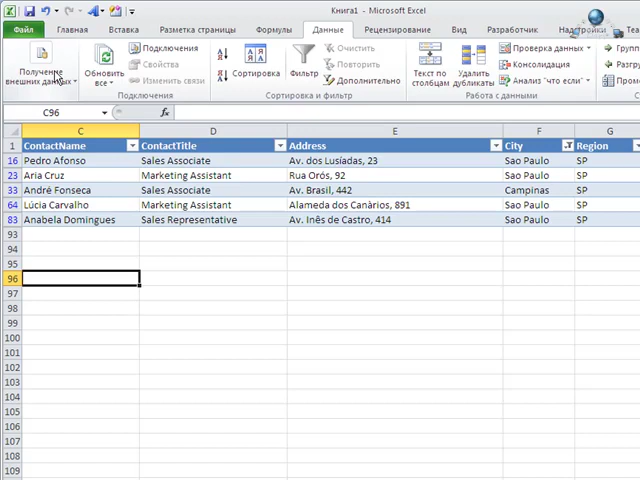 Книга1 - Microsoft Excel
Файл Главная Вставка Разметка страницы Формулы Данные Рецензирование Вид Разработчик Надстройки Теа
Получение внешних данных
Обновить все
Подключения
Свойства
Изменить связи
Подключения
Сортировка
Фильтр
Очистить
Повторить
Дополнительно
Сортировка и фильтр
Текст по столбцам
Удалить дубликаты
Проверка данных
Консолидация
Анализ "что если"
Работа с данными
Групп
Разгр
C96 fx
C D E F G
1 ContactName ContactTitle Address City Region
16 Pedro Afonso Sales Associate Av. dos Lusíadas, 23 Sao Paulo SP
23 Aria Cruz Marketing Assistant Rua Orós, 92 Sao Paulo SP
33 André Fonseca Sales Associate Av. Brasil, 442 Campinas SP
64 Lúcia Carvalho Marketing Assistant Alameda dos Canàrios, 891 Sao Paulo SP
83 Anabela Domingues Sales Representative Av. Inês de Castro, 414 Sao Paulo SP
93
94
95
96
97
98
99
100
101
102
103
104
105
106
107
108
109